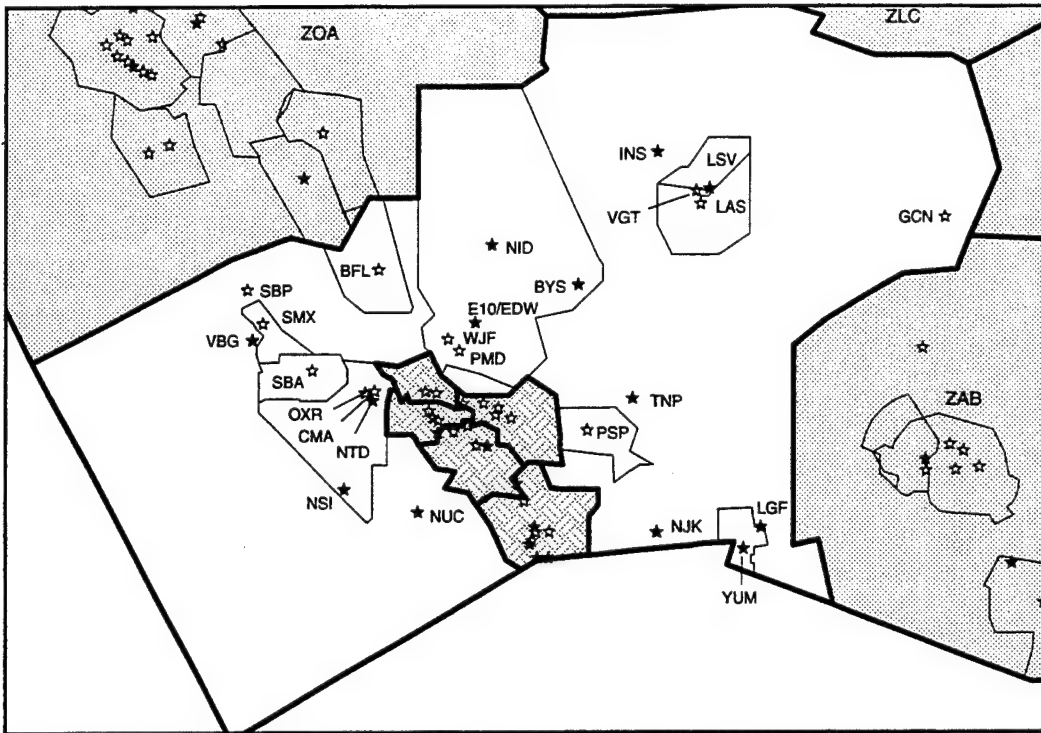 ZOA
ZLC
INS
LSV
VGT
LAS
GCN
NID
BFL
BYS
SBP
E10/EDW
SMX
VBG
WJF
PMD
SBA
ZAB
TNP
OXR
CMA
PSP
NTD
NSI
NUC
NJK
LGF
YUM